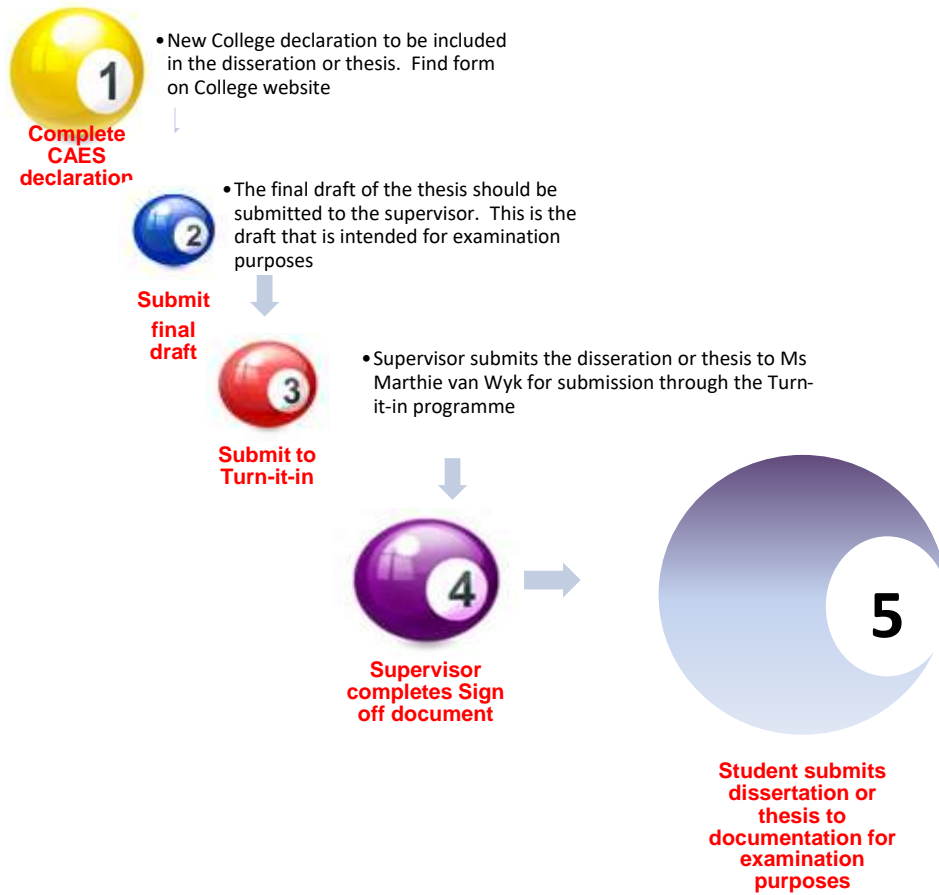 1
Complete
CAES
declaration
•New College declaration to be included
in the disseration or thesis. Find form
on College website
2
Submit
final
draft
•The final draft of the thesis should be
submitted to the supervisor. This is the
draft that is intended for examination
purposes
3
Submit to
Turn-it-in
•Supervisor submits the disseration or thesis to Ms
Marthie van Wyk for submission through the Turn-
it-in programme
4
Supervisor
completes Sign
off document
5
Student submits
dissertation or
thesis to
documentation for
examination
purposes